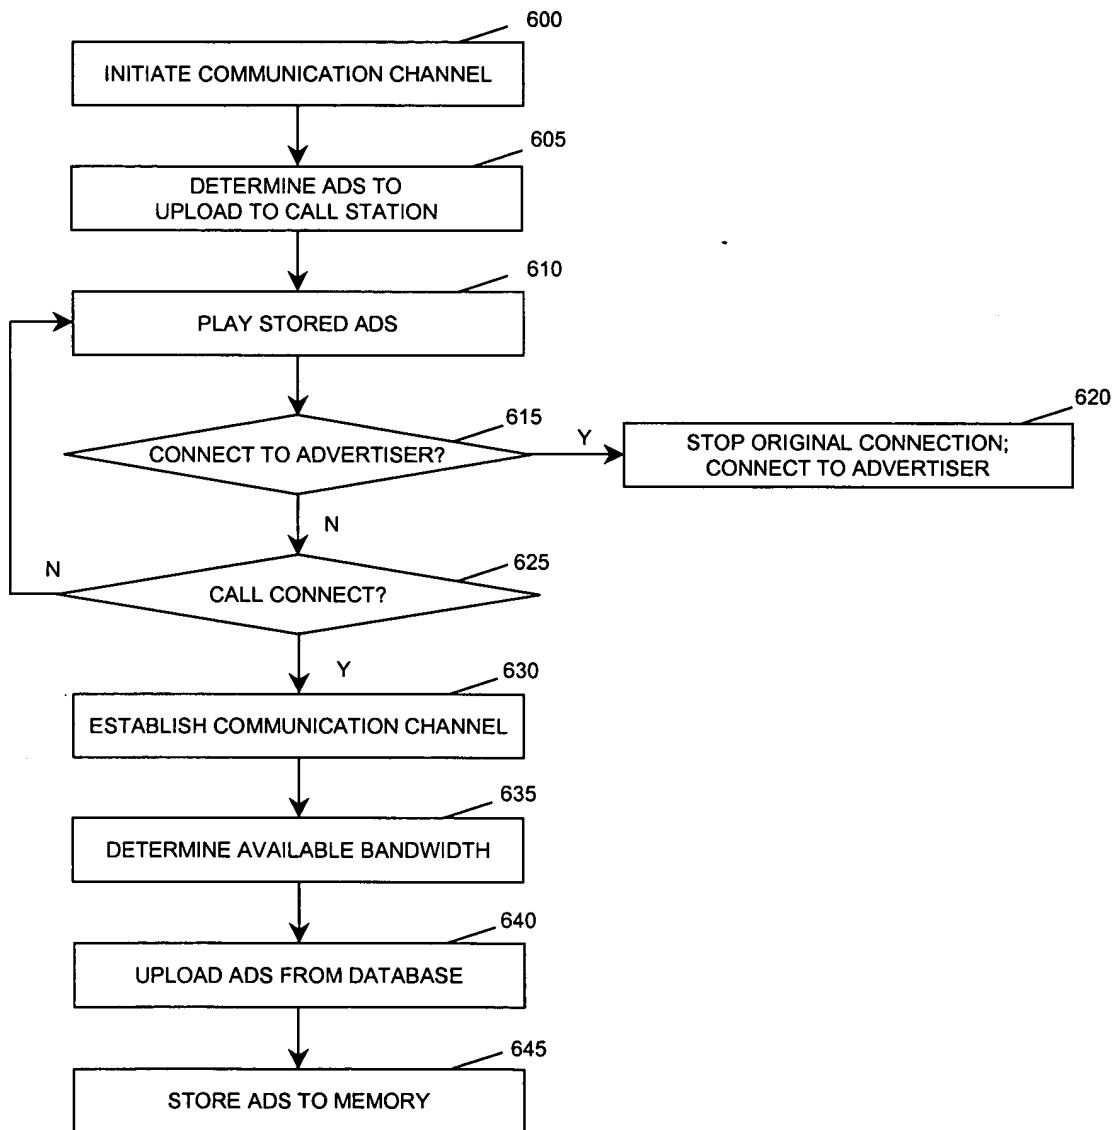 600
INITIATE COMMUNICATION CHANNEL
605
DETERMINE ADS TO
UPLOAD TO CALL STATION
610
PLAY STORED ADS
615
CONNECT TO ADVERTISER?
Y
620
STOP ORIGINAL CONNECTION;
CONNECT TO ADVERTISER
N
625
N
CALL CONNECT?
Y
630
ESTABLISH COMMUNICATION CHANNEL
635
DETERMINE AVAILABLE BANDWIDTH
640
UPLOAD ADS FROM DATABASE
645
STORE ADS TO MEMORY